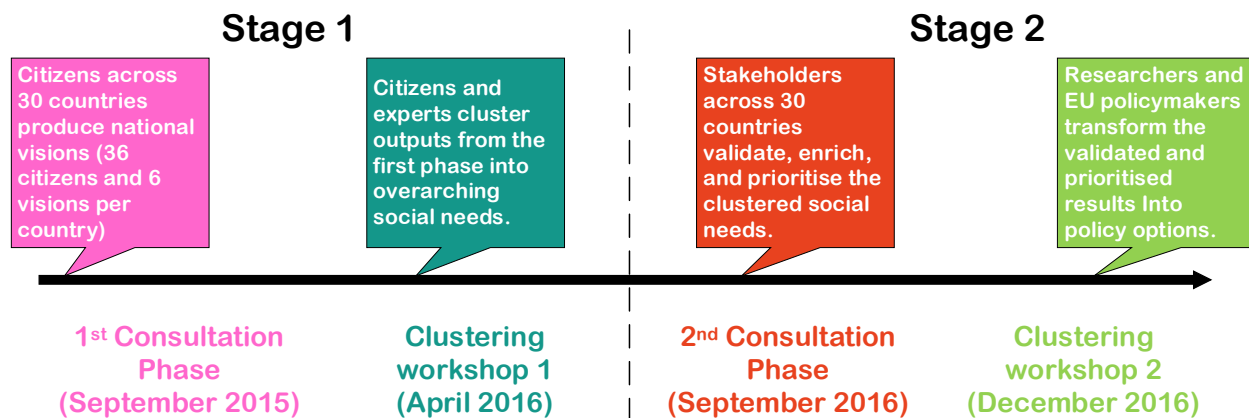 Stage 1
Stage 2
Citizens across
30 countries
produce national
visions (36
citizens and 6
visions per
country)
Citizens and
experts cluster
outputs from the
first phase into
overarching
social needs.
Stakeholders
across 30
countries
validate, enrich,
and prioritise the
clustered social
needs.
Researchers and
EU policymakers
transform the
validated and
prioritised
results Into
policy options.
1st Consultation
Phase
(September 2015)
Clustering
workshop 1
(April 2016)
2nd Consultation
Phase
(September 2016)
Clustering
workshop 2
(December 2016)